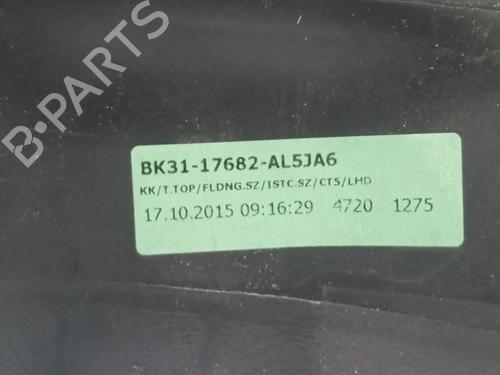 B-PARTS
BK31-17682-AL5JA6
KK/T.TOP/FLDNG.SZ/ISTC.SZ/CTS/LHD
17.10.2015 09:16:29 4720 1275